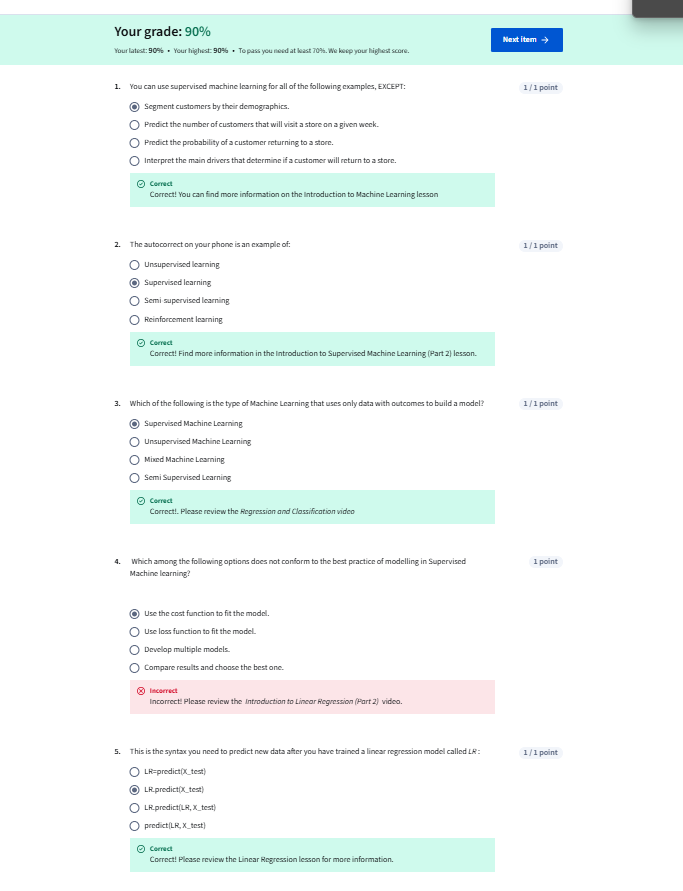 Your grade: 90%
Your latest: 90% • Your highest: 90% • To pass you need at least 70%. We keep your highest score.
Next item →
1. You can use supervised machine learning for all of the following examples, EXCEPT:
1 / 1 point
Segment customers by their demographics.
Predict the number of customers that will visit a store on a given week.
Predict the probability of a customer returning to a store.
Interpret the main drivers that determine if a customer will return to a store.
Correct
Correct! You can find more information on the Introduction to Machine Learning lesson
2. The autocorrect on your phone is an example of:
1 / 1 point
Unsupervised learning
Supervised learning
Semi-supervised learning
Reinforcement learning
Correct
Correct! Find more information in the Introduction to Supervised Machine Learning (Part 2) lesson.
3. Which of the following is the type of Machine Learning that uses only data with outcomes to build a model?
1 / 1 point
Supervised Machine Learning
Unsupervised Machine Learning
Mixed Machine Learning
Semi Supervised Learning
Correct
Correct!. Please review the Regression and Classification video
4. Which among the following options does not conform to the best practice of modelling in Supervised
Machine learning?
1 point
Use the cost function to fit the model.
Use loss function to fit the model.
Develop multiple models.
Compare results and choose the best one.
Incorrect
Incorrect! Please review the Introduction to Linear Regression (Part 2) video.
5. This is the syntax you need to predict new data after you have trained a linear regression model called LR :
1 / 1 point
LR=predict(X_test)
LR.predict(X_test)
LR.predict(LR, X_test)
predict(LR, X_test)
Correct
Correct! Please review the Linear Regression lesson for more information.